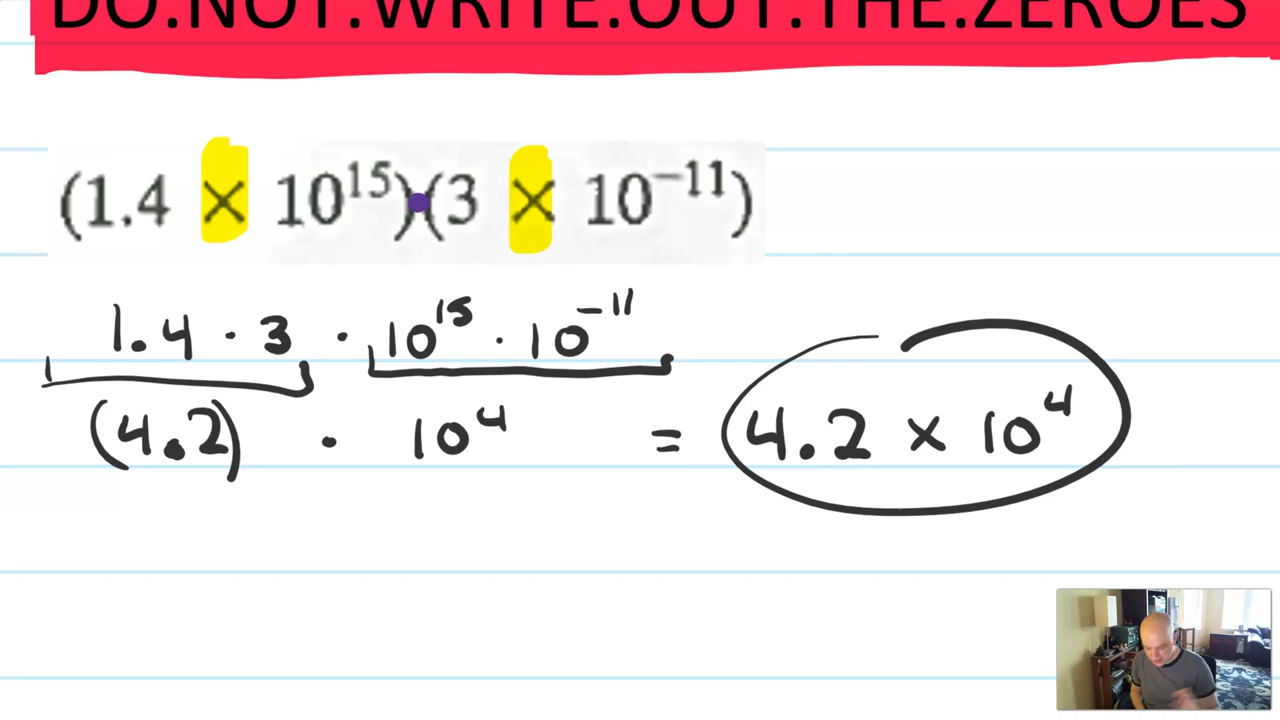 DO.NOT.WRITE.OUT.THE.ZEROES
(1.4 × 10¹⁵)•(3 × 10⁻¹¹)
1.4 · 3 · 10¹⁵ · 10⁻¹¹
(4.2) · 10⁴ = 4.2 × 10⁴